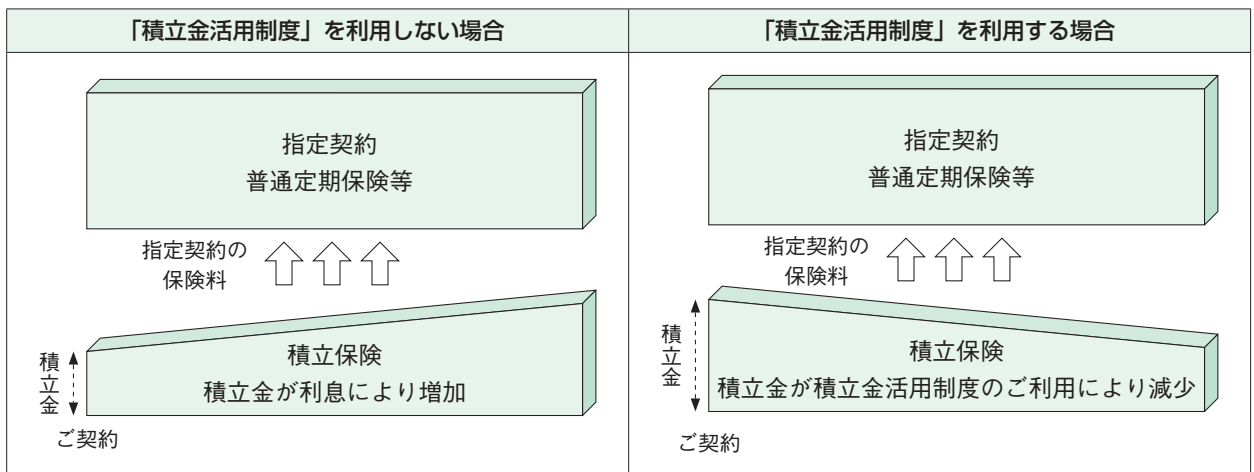 「積立金活用制度」を利用しない場合
指定契約
普通定期保険等
指定契約の
保険料
積立金
積立保険
積立金が利息により増加
ご契約
「積立金活用制度」を利用する場合
指定契約
普通定期保険等
指定契約の
保険料
積立金
積立保険
積立金が積立金活用制度のご利用により減少
ご契約